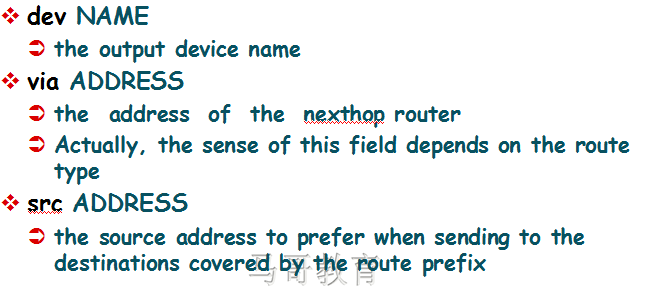 dev NAME
the output device name
via ADDRESS
the address of the nexthop router
Actually, the sense of this field depends on the route
type
src ADDRESS
the source address to prefer when sending to the
destinations covered by the route prefix
马哥教育